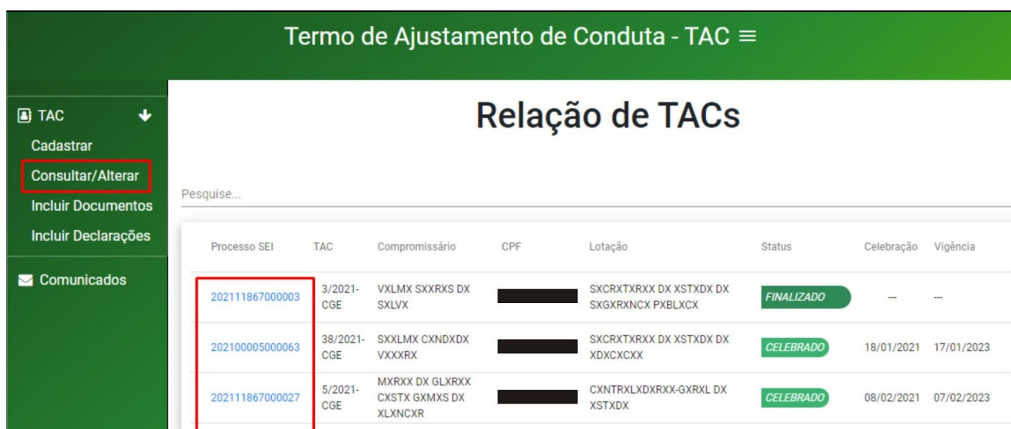 Termo de Ajustamento de Conduta - TAC
TAC
Cadastrar
Consultar/Alterar
Incluir Documentos
Incluir Declarações
Comunicados
Relação de TACs
Pesquise...
Processo SEI TAC Compromissário CPF Lotação Status Celebração Vigência
202111867000003 3/2021- VXLMX SXXRXS DX SXCRXTXRXX DX XSTXDX DX FINALIZADO --- ---
CGE SXLVX SXGXRXNCX PXBLXCX
202100005000063 38/2021- SXXLMX CXNDXDX SXCRXTXRXX DX XSTXDX DX CELEBRADO 18/01/2021 17/01/2023
CGE VXXXRX XDXCXCXX
202111867000027 5/2021- MXRXX DX GLXRXX CXNTRXLXDXRXX-GXRXL DX CELEBRADO 08/02/2021 07/02/2023
CGE CXSTX GXMXS DX XSTXDX
XLXNCXR